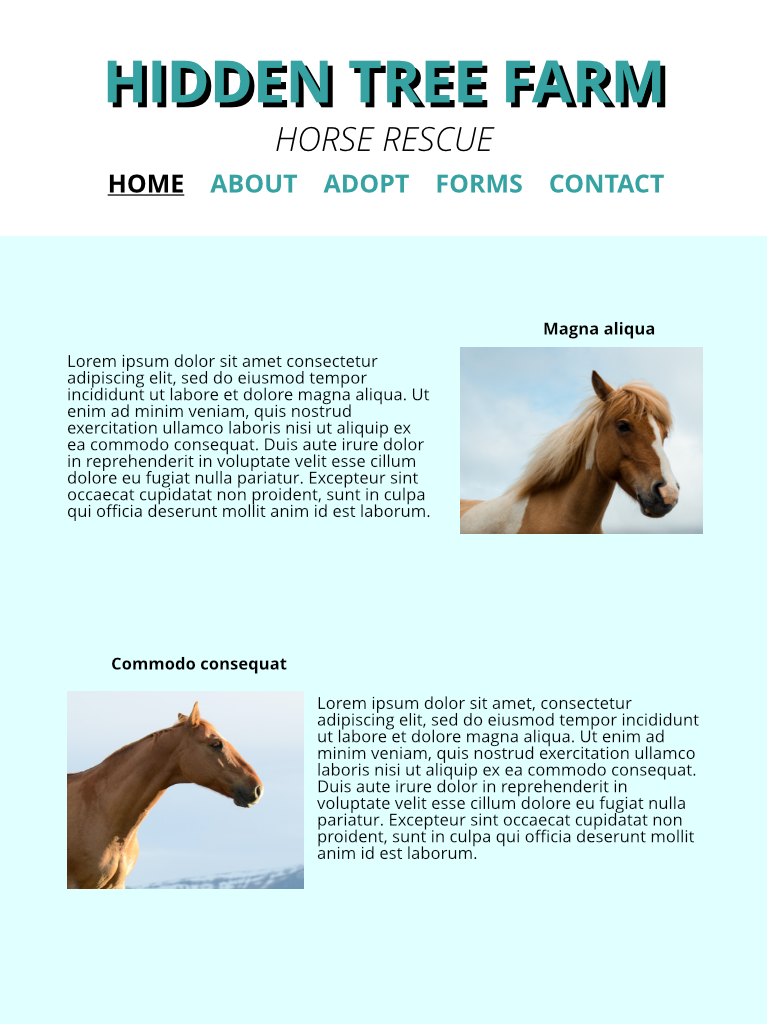 HIDDEN TREE FARM
HORSE RESCUE
HOME ABOUT ADOPT FORMS CONTACT
Magna aliqua
Lorem ipsum dolor sit amet consectetur
adipiscing elit, sed do eiusmod tempor
incididunt ut labore et dolore magna aliqua. Ut
enim ad minim veniam, quis nostrud
exercitation ullamco laboris nisi ut aliquip ex
ea commodo consequat. Duis aute irure dolor
in reprehenderit in voluptate velit esse cillum
dolore eu fugiat nulla pariatur. Excepteur sint
occaecat cupidatat non proident, sunt in culpa
qui officia deserunt mollit anim id est laborum.
Commodo consequat
Lorem ipsum dolor sit amet, consectetur
adipiscing elit, sed do eiusmod tempor incididunt
ut labore et dolore magna aliqua. Ut enim ad
minim veniam, quis nostrud exercitation ullamco
laboris nisi ut aliquip ex ea commodo consequat.
Duis aute irure dolor in reprehenderit in
voluptate velit esse cillum dolore eu fugiat nulla
pariatur. Excepteur sint occaecat cupidatat non
proident, sunt in culpa qui officia deserunt mollit
anim id est laborum.